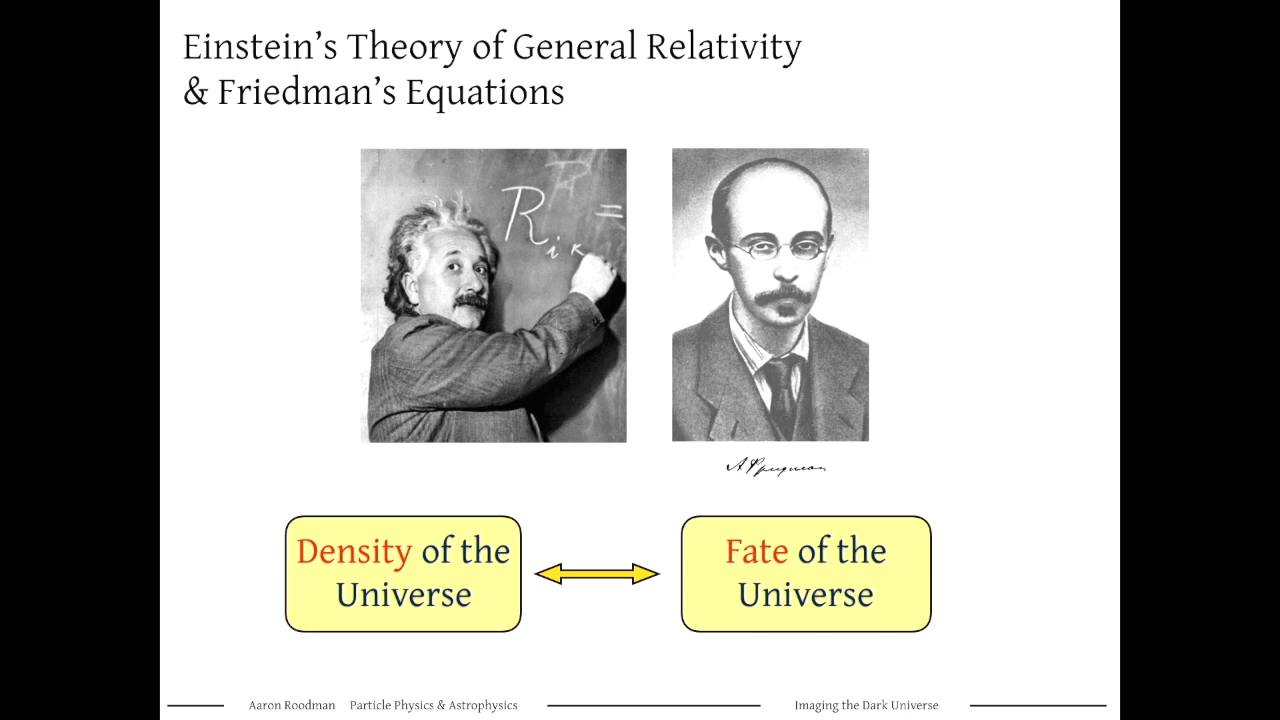 Einstein's Theory of General Relativity
& Friedman's Equations
R =
i κ
Density of the
Universe
Fate of the
Universe
Aaron Roodman Particle Physics & Astrophysics Imaging the Dark Universe